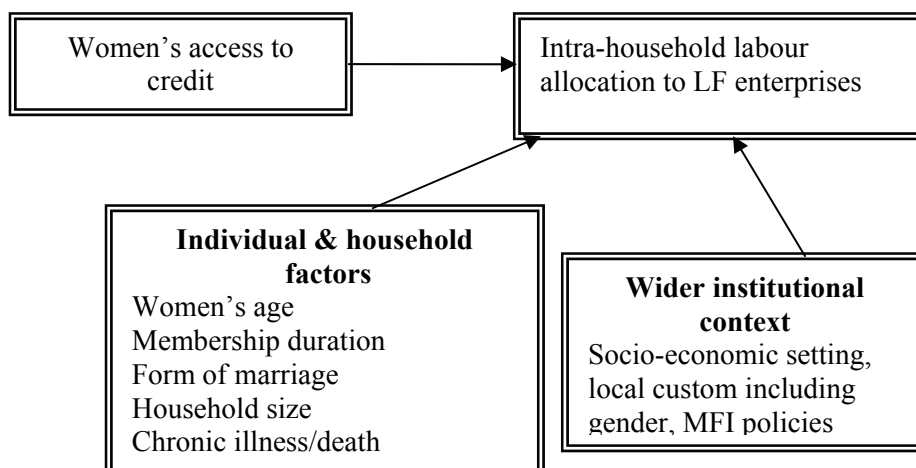 Women’s access to
credit
Intra-household labour
allocation to LF enterprises
Individual & household
factors
Women’s age
Membership duration
Form of marriage
Household size
Chronic illness/death
Wider institutional
context
Socio-economic setting,
local custom including
gender, MFI policies